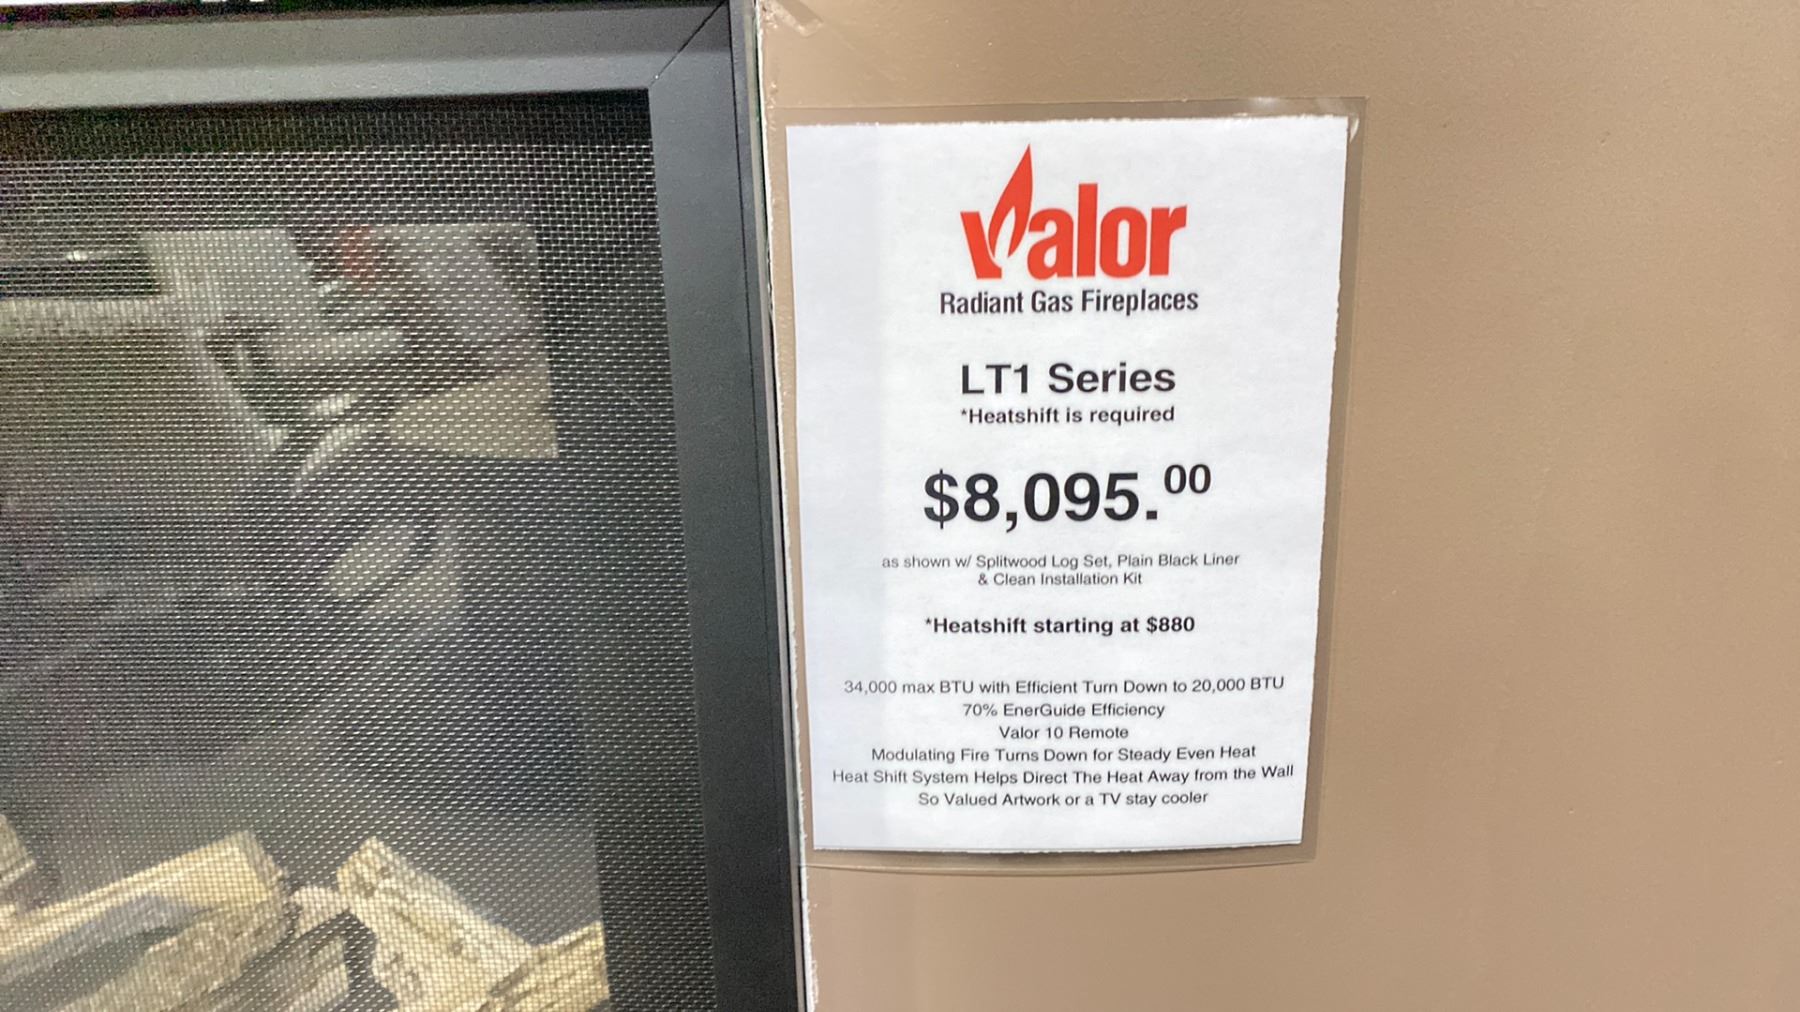 Valor
Radiant Gas Fireplaces
LT1 Series
*Heatshift is required
$8,095.00
as shown w/ Splitwood Log Set, Plain Black Liner
& Clean Installation Kit
*Heatshift starting at $880
34,000 max BTU with Efficient Turn Down to 20,000 BTU
70% EnerGuide Efficiency
Valor 10 Remote
Modulating Fire Turns Down for Steady Even Heat
Heat Shift System Helps Direct The Heat Away from the Wall
So Valued Artwork or a TV stay cooler